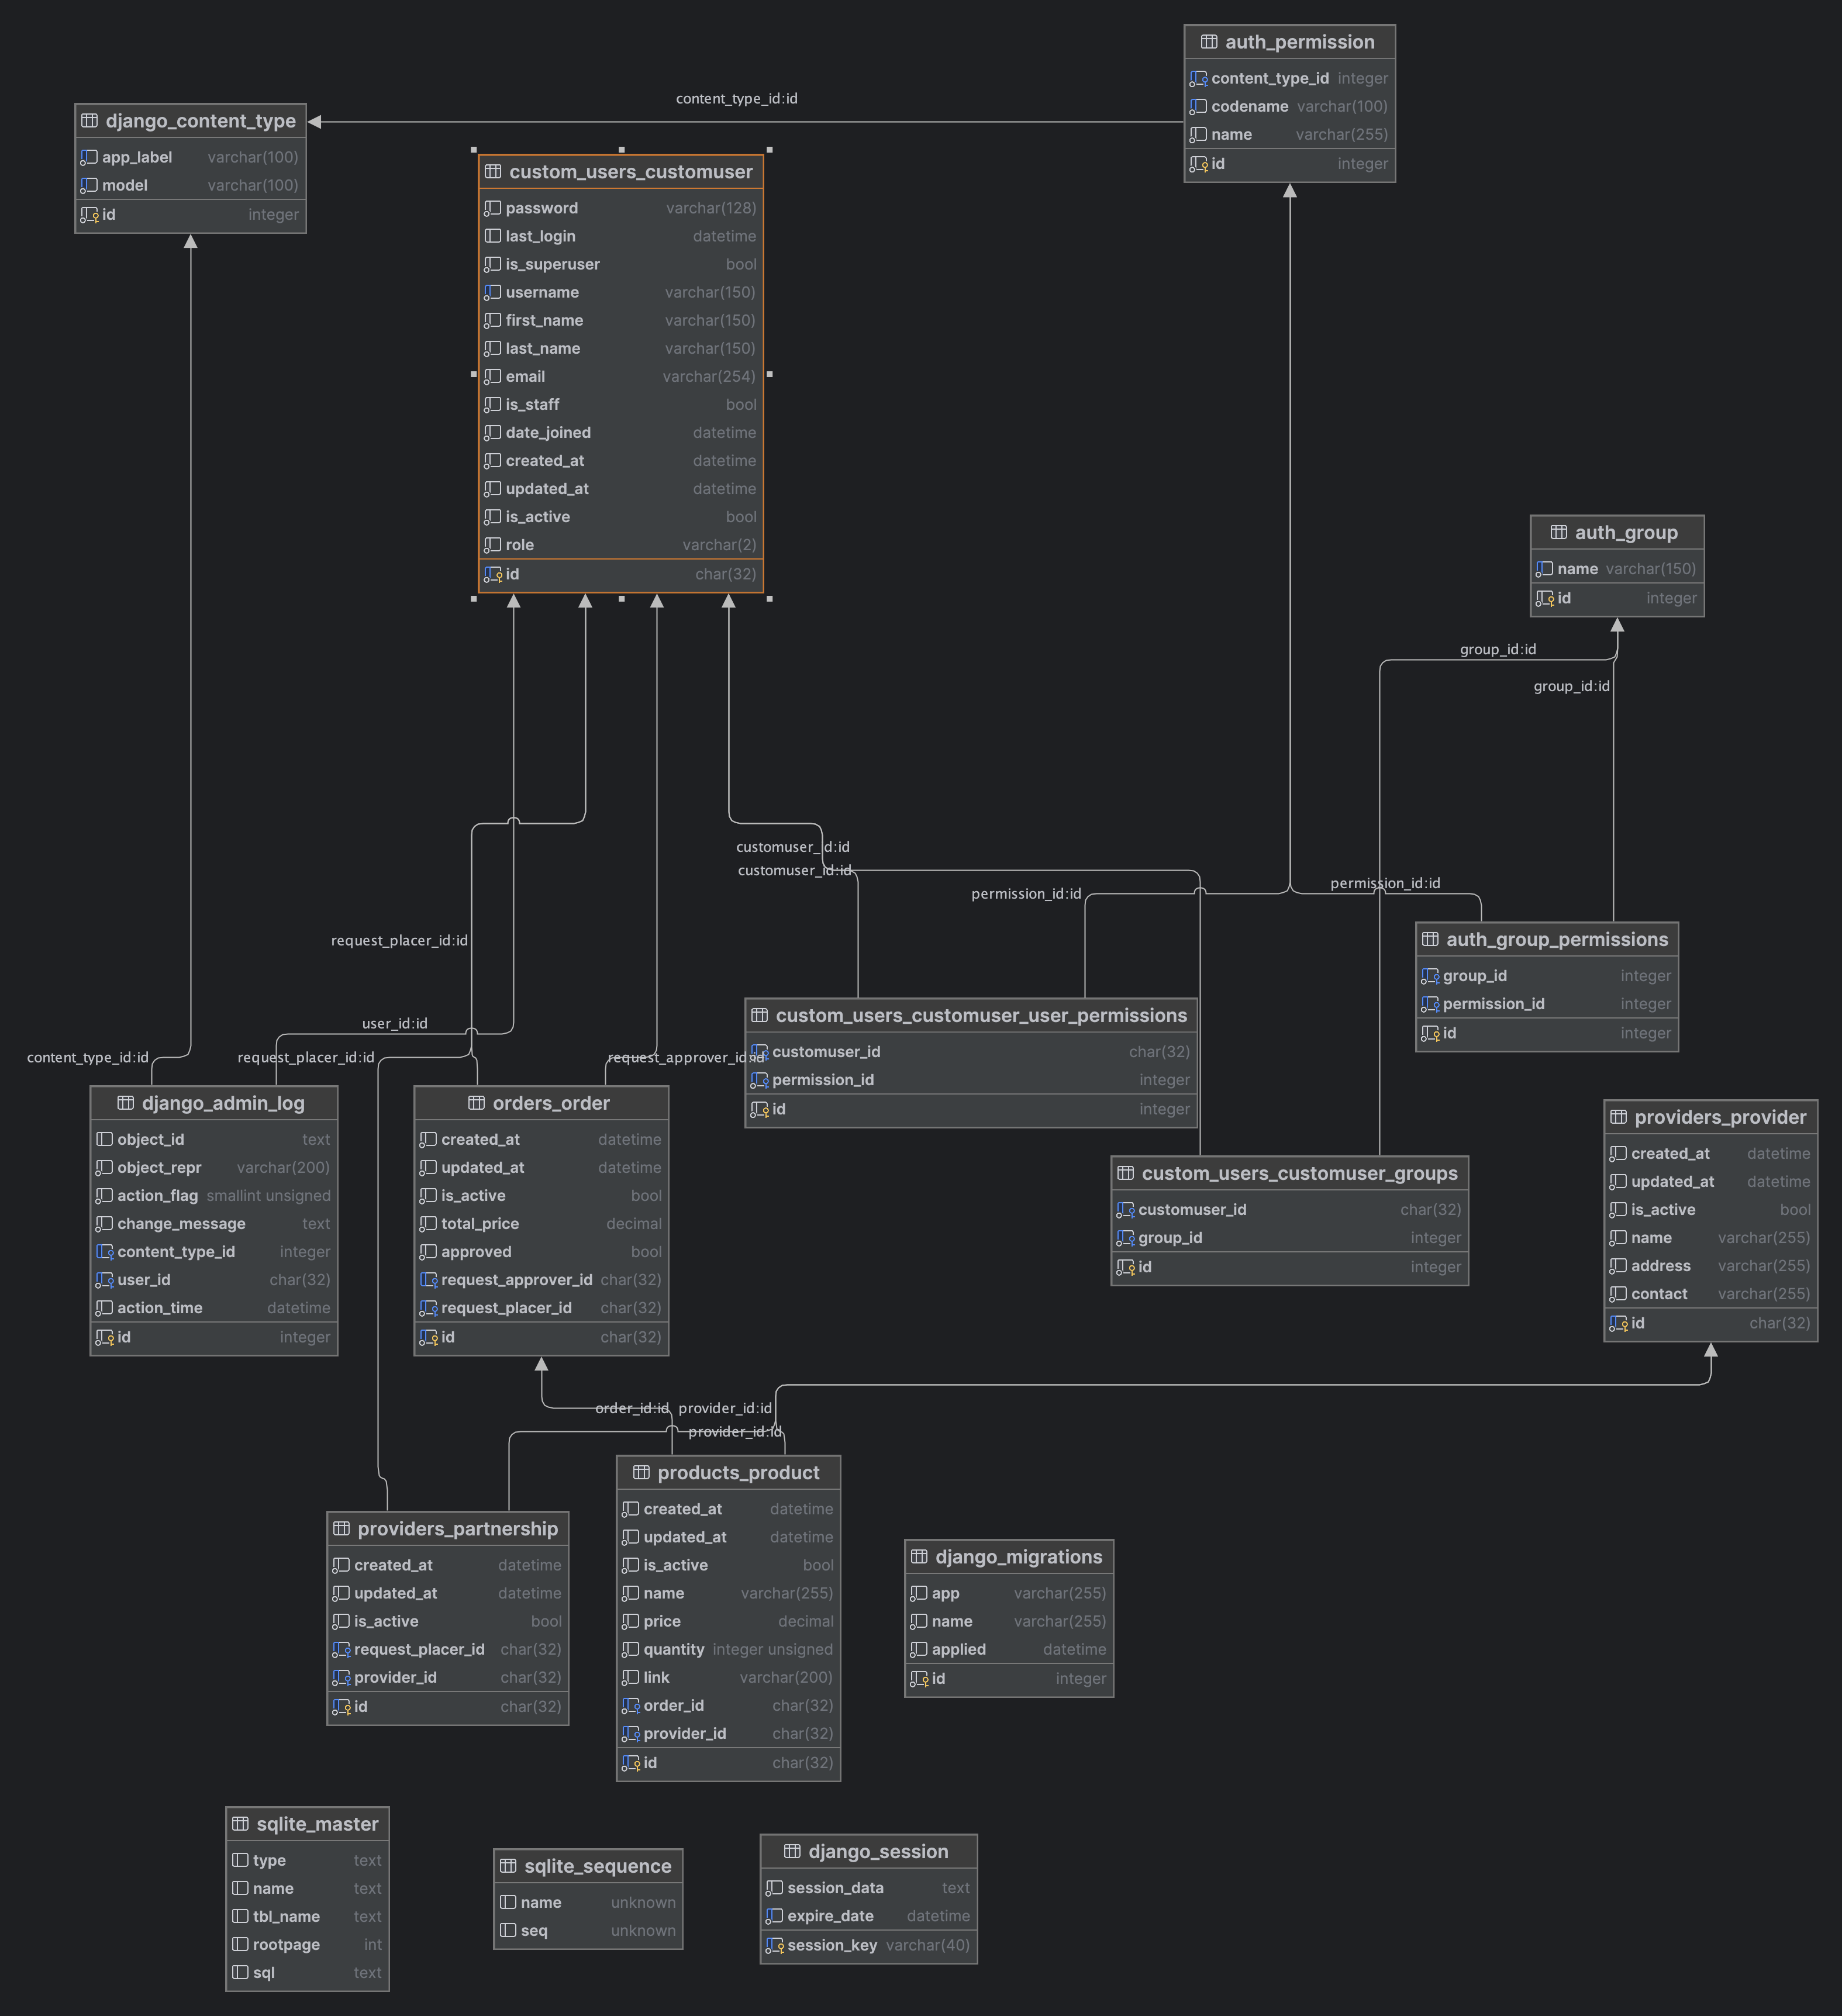 auth_permission
content_type_id integer
codename varchar(100)
name varchar(255)
id integer
content_type_id:id
django_content_type
app_label varchar(100)
model varchar(100)
id integer
custom_users_customuser
password varchar(128)
last_login datetime
is_superuser bool
username varchar(150)
first_name varchar(150)
last_name varchar(150)
email varchar(254)
is_staff bool
date_joined datetime
created_at datetime
updated_at datetime
is_active bool
role varchar(2)
id char(32)
auth_group
name varchar(150)
id integer
group_id:id
group_id:id
customuser_id:id
customuser_id:id
permission_id:id
permission_id:id
request_placer_id:id
auth_group_permissions
group_id integer
permission_id integer
id integer
custom_users_customuser_user_permissions
customuser_id char(32)
permission_id integer
id integer
user_id:id
content_type_id:id
request_placer_id:id
request_approver_id:id
django_admin_log
object_id text
object_repr varchar(200)
action_flag smallint unsigned
change_message text
content_type_id integer
user_id char(32)
action_time datetime
id integer
orders_order
created_at datetime
updated_at datetime
is_active bool
total_price decimal
approved bool
request_approver_id char(32)
request_placer_id char(32)
id char(32)
custom_users_customuser_groups
customuser_id char(32)
group_id integer
id integer
providers_provider
created_at datetime
updated_at datetime
is_active bool
name varchar(255)
address varchar(255)
contact varchar(255)
id char(32)
order_id:id
provider_id:id
provider_id:id
providers_partnership
created_at datetime
updated_at datetime
is_active bool
request_placer_id char(32)
provider_id char(32)
id char(32)
products_product
created_at datetime
updated_at datetime
is_active bool
name varchar(255)
price decimal
quantity integer unsigned
link varchar(200)
order_id char(32)
provider_id char(32)
id char(32)
django_migrations
app varchar(255)
name varchar(255)
applied datetime
id integer
sqlite_master
type text
name text
tbl_name text
rootpage int
sql text
sqlite_sequence
name unknown
seq unknown
django_session
session_data text
expire_date datetime
session_key varchar(40)